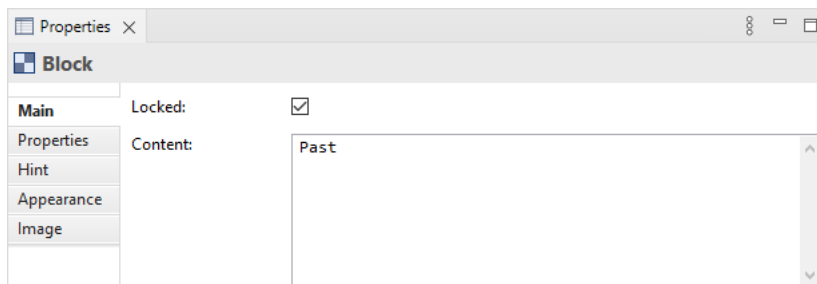 Properties
Block
Main
Locked:
Properties
Content:
Past
Hint
Appearance
Image